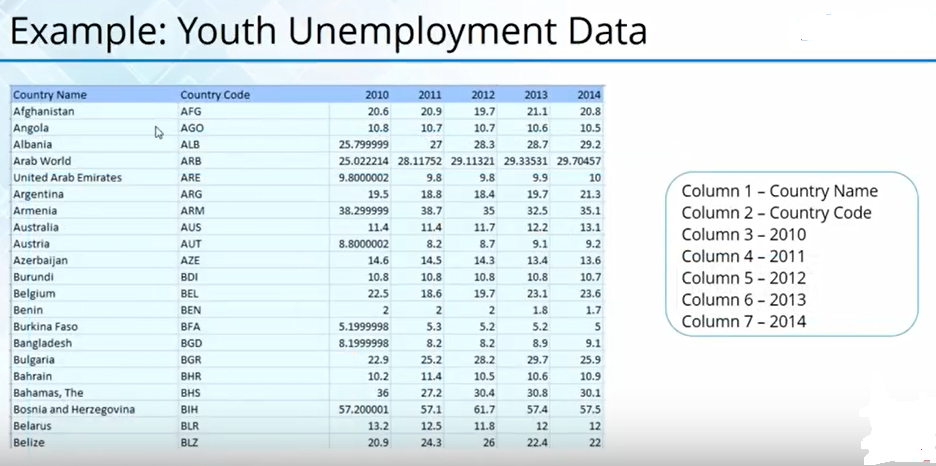 Example: Youth Unemployment Data
Country Name Country Code 2010 2011 2012 2013 2014
Afghanistan AFG 20.6 20.9 19.7 21.1 20.8
Angola AGO 10.8 10.7 10.7 10.6 10.5
Albania ALB 25.799999 27 28.3 28.7 29.2
Arab World ARB 25.022214 28.11752 29.11321 29.33531 29.70457
United Arab Emirates ARE 9.8000002 9.8 9.8 9.9 10
Argentina ARG 19.5 18.8 18.4 19.7 21.3
Armenia ARM 38.299999 38.7 35 32.5 35.1
Australia AUS 11.4 11.4 11.7 12.2 13.1
Austria AUT 8.8000002 8.2 8.7 9.1 9.2
Azerbaijan AZE 14.6 14.5 14.3 13.4 13.6
Burundi BDI 10.8 10.8 10.8 10.8 10.7
Belgium BEL 22.5 18.6 19.7 23.1 23.6
Benin BEN 2 2 2 1.8 1.7
Burkina Faso BFA 5.1999998 5.3 5.2 5.2 5
Bangladesh BGD 8.1999998 8.2 8.2 8.9 9.1
Bulgaria BGR 22.9 25.2 28.2 29.7 25.9
Bahrain BHR 10.2 11.4 10.5 10.6 10.9
Bahamas, The BHS 36 27.2 30.4 30.8 30.1
Bosnia and Herzegovina BIH 57.200001 57.1 61.7 57.4 57.5
Belarus BLR 13.2 12.5 11.8 12 12
Belize BLZ 20.9 24.3 26 22.4 22
Column 1 – Country Name
Column 2 – Country Code
Column 3 – 2010
Column 4 – 2011
Column 5 – 2012
Column 6 – 2013
Column 7 – 2014